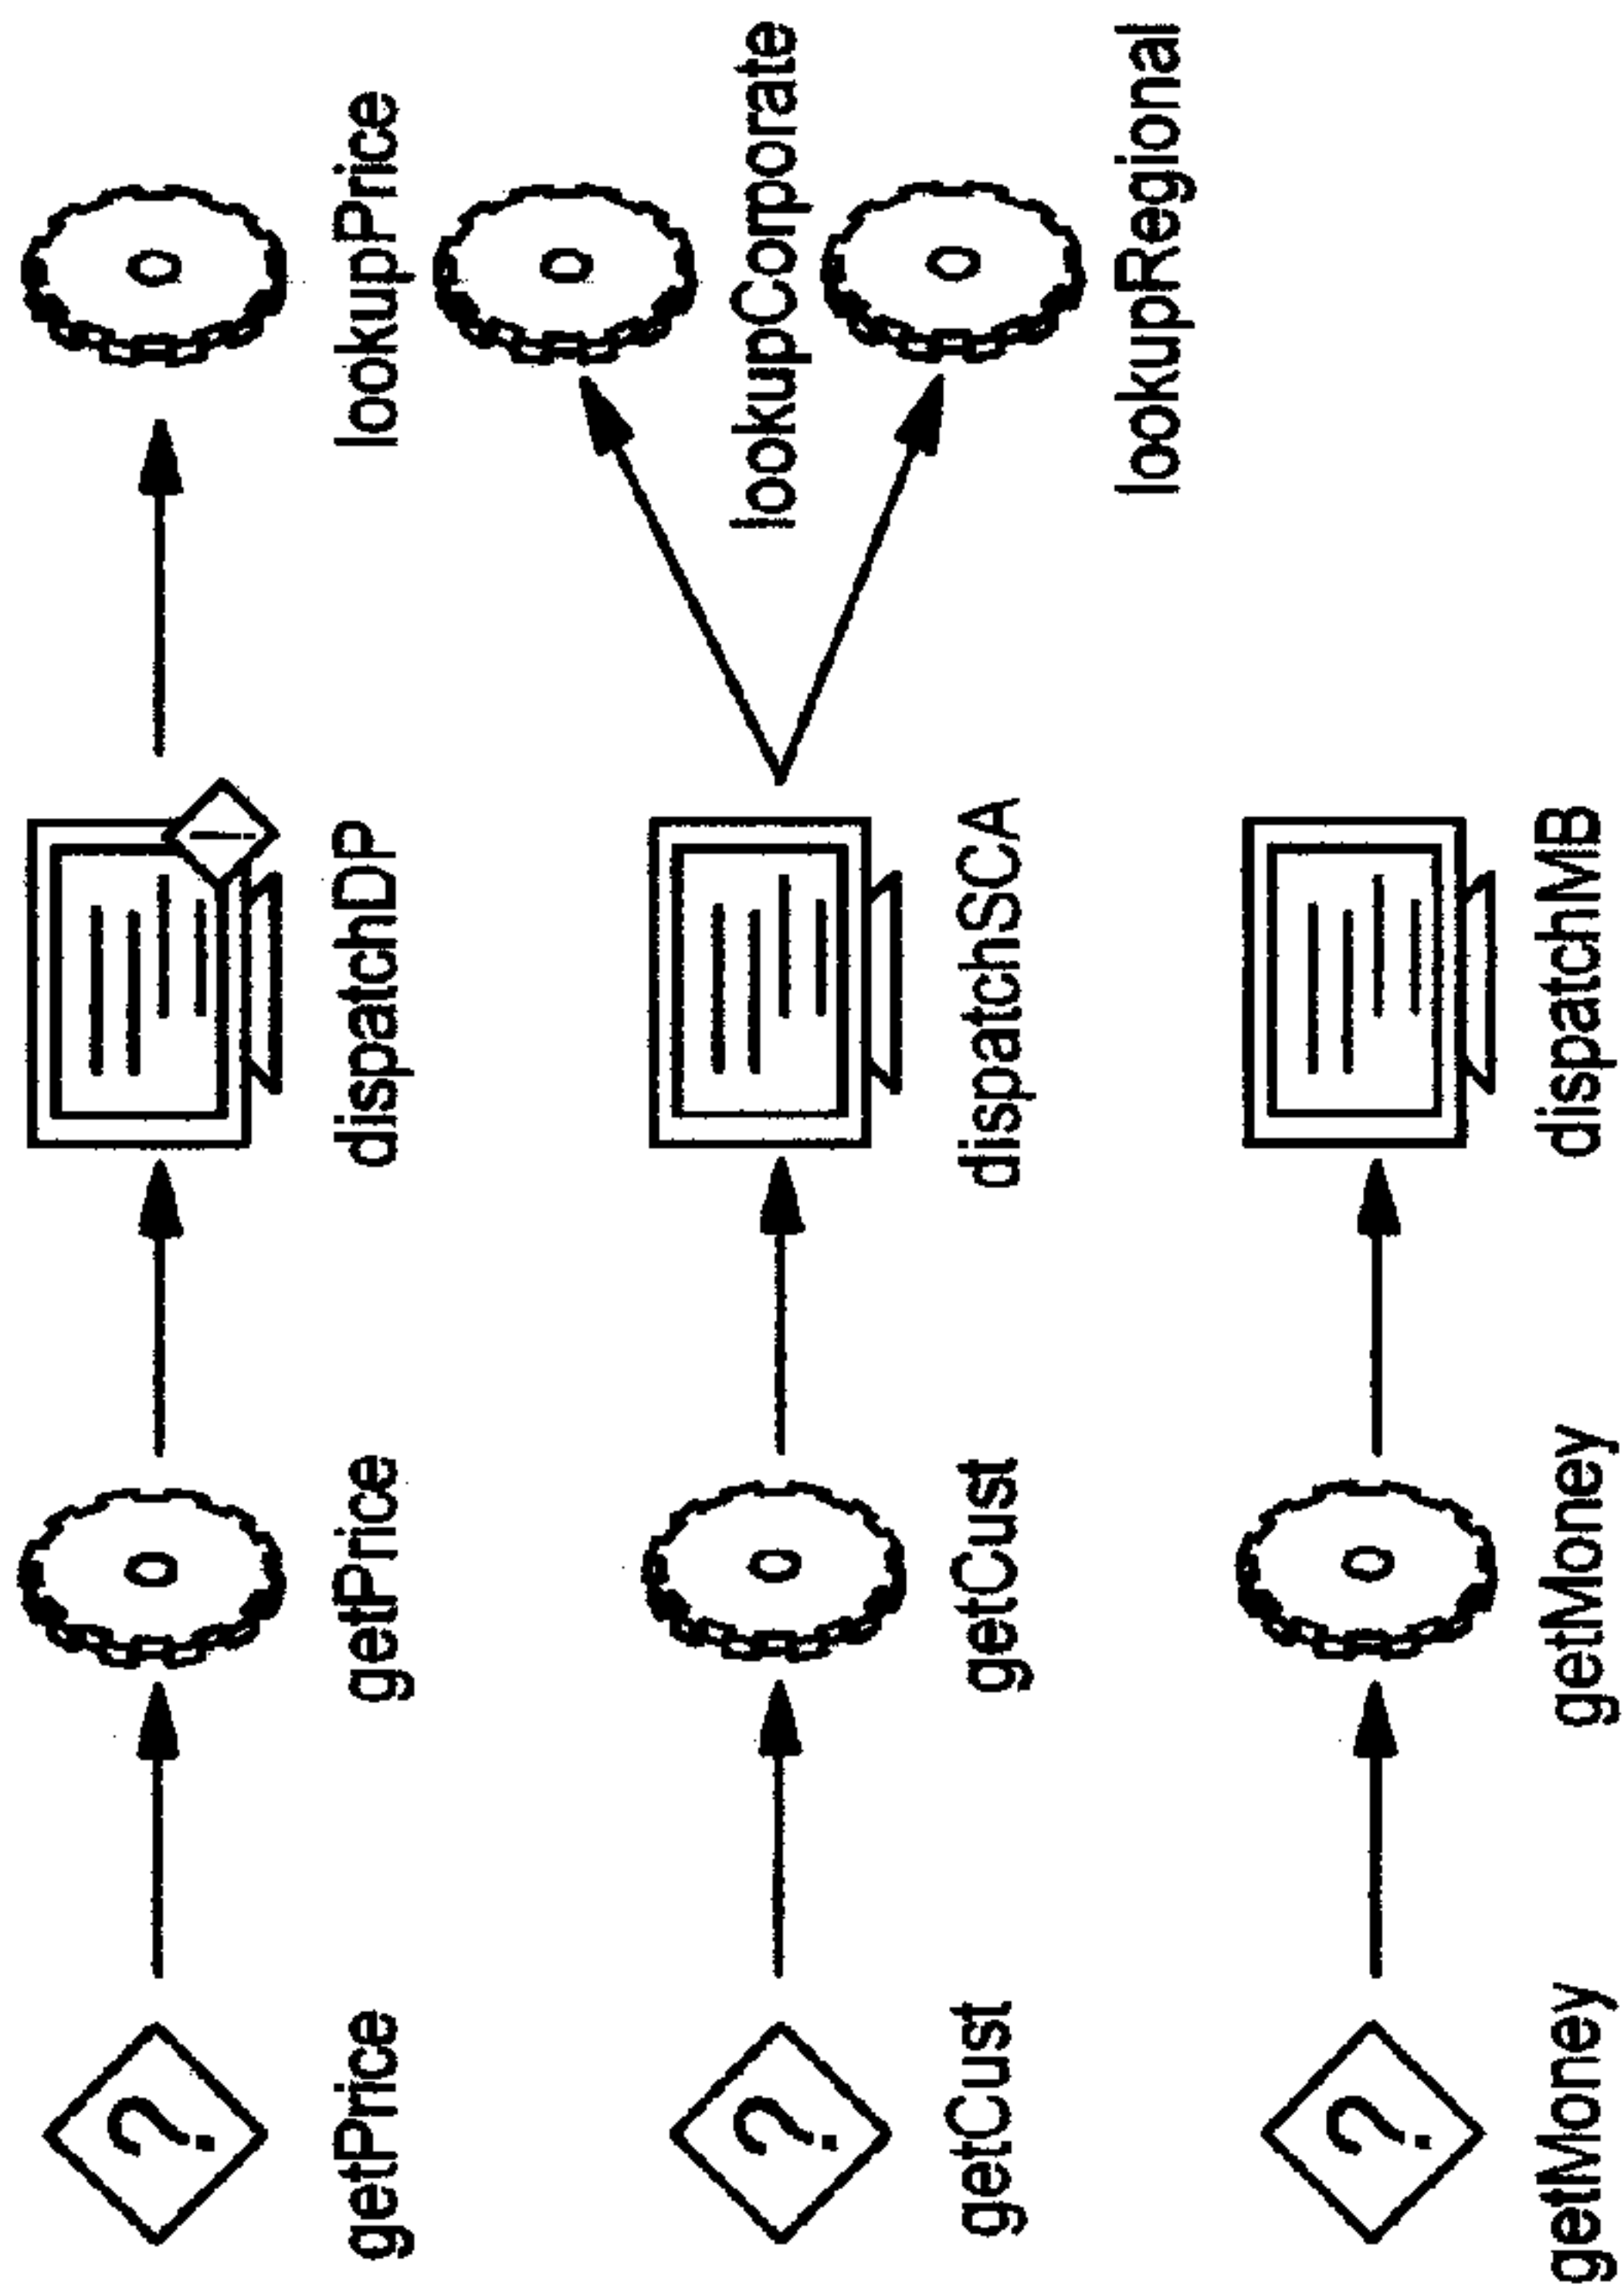 ? ? !
getPrice getPrice dispatchDP lookupPrice
lookupCorporate
?
getCust getCust dispatchSCA
lookupRegional
?
getMoney getMoney dispatchMB